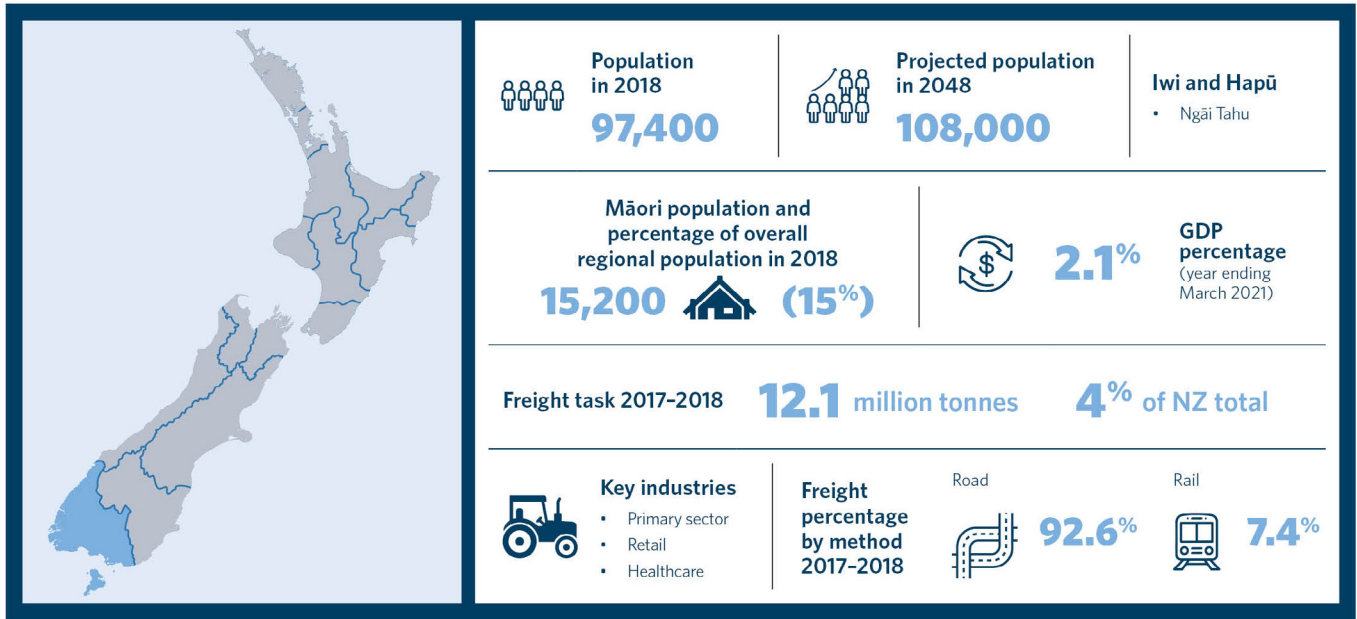 Population
in 2018
97,400
Projected population
in 2048
108,000
Iwi and Hapū
• Ngāi Tahu
Māori population and
percentage of overall
regional population in 2018
15,200 (15%)
$
2.1%
GDP
percentage
(year ending
March 2021)
Freight task 2017–2018 12.1 million tonnes 4% of NZ total
Key industries
• Primary sector
• Retail
• Healthcare
Freight
percentage
by method
2017–2018
Road
92.6%
Rail
7.4%